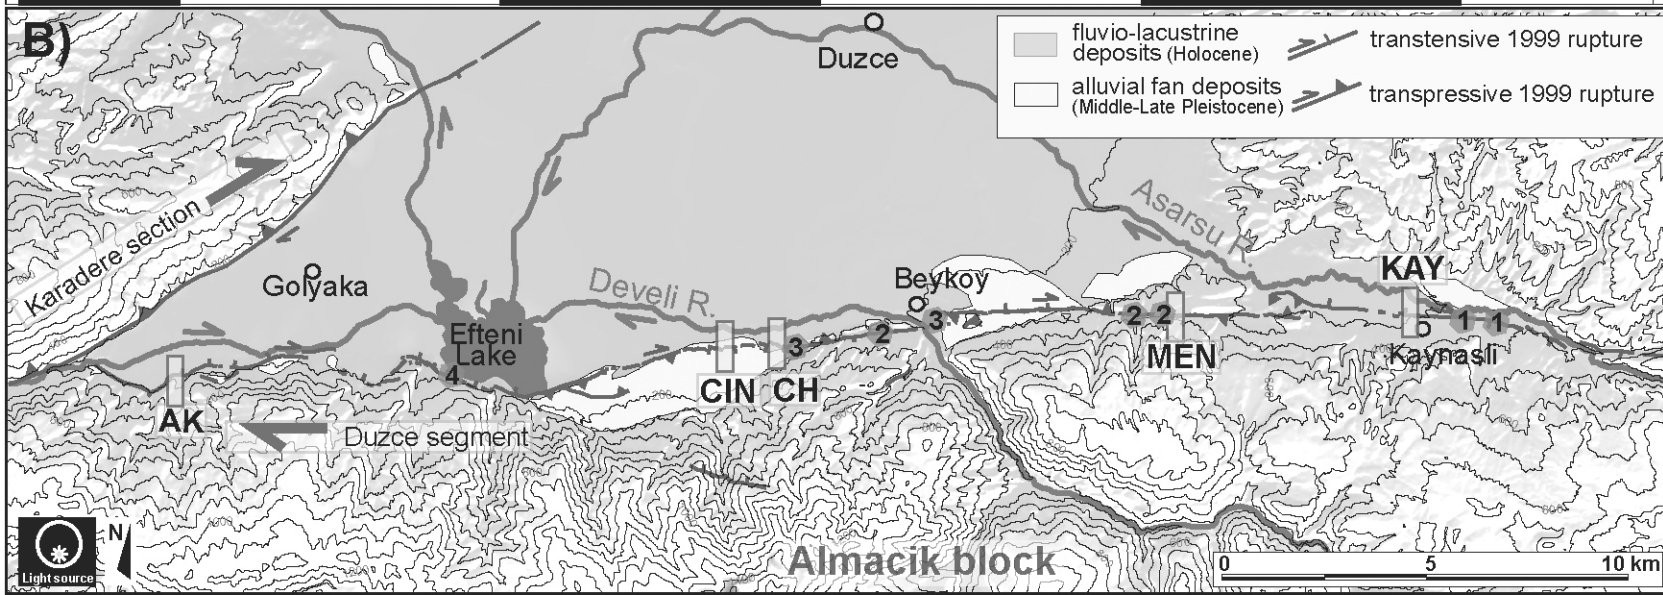 B)
Duzce
fluvio-lacustrine
deposits (Holocene)
transtensive 1999 rupture
alluvial fan deposits
(Middle-Late Pleistocene)
transpressive 1999 rupture
Karadere section
Golyaka
Asarsu R.
Develi R.
Beykoy
KAY
Efteni
Lake
4
3
2
3
2
2
1
1
Kaynasli
AK
CIN
CH
MEN
Duzce segment
Almacik block
Light source
N
0
5
10 km